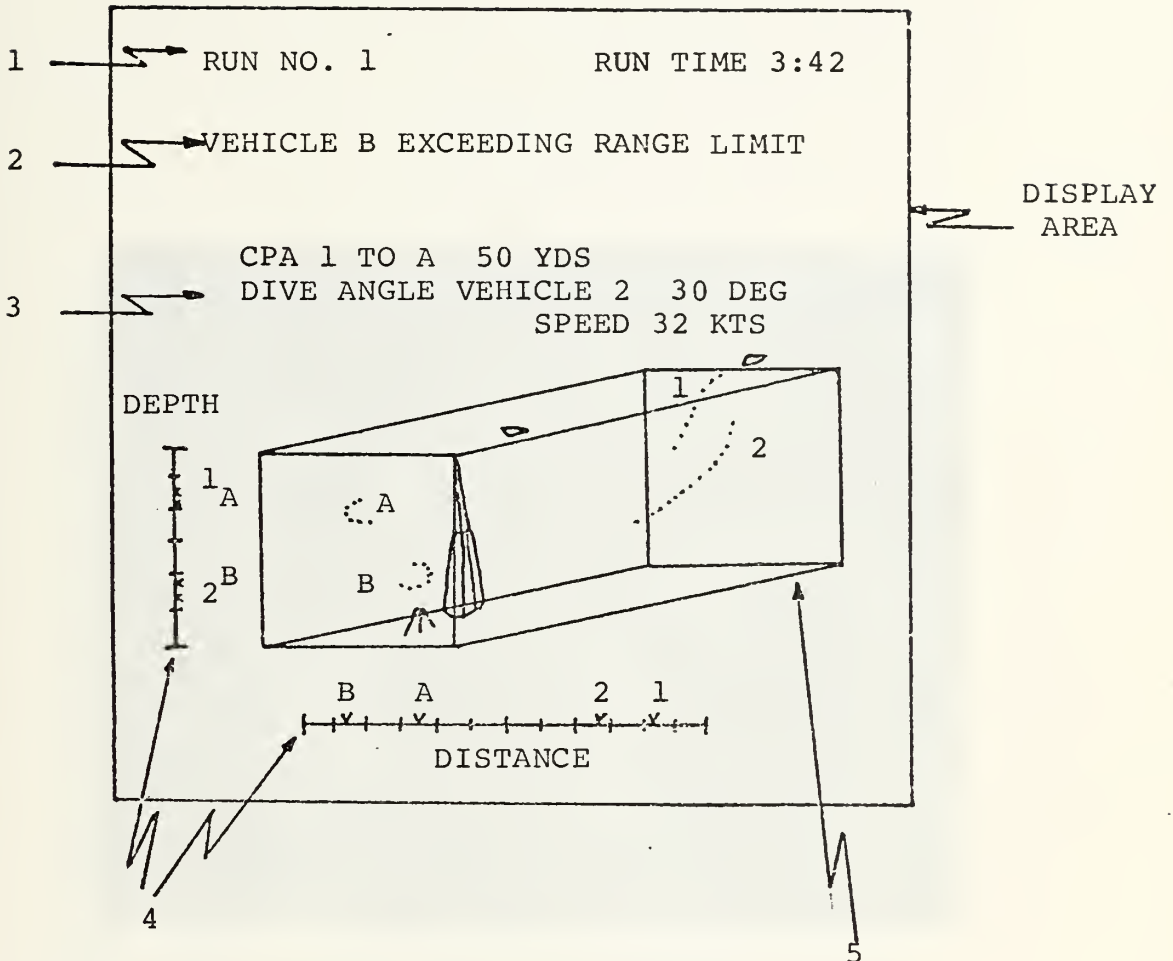 1 RUN NO. 1 RUN TIME 3:42
2 VEHICLE B EXCEEDING RANGE LIMIT
DISPLAY
AREA
CPA 1 TO A 50 YDS
3 DIVE ANGLE VEHICLE 2 30 DEG
SPEED 32 KTS
DEPTH
1
2
1
A
A
B
2
B
B A 2 1
DISTANCE
4
5